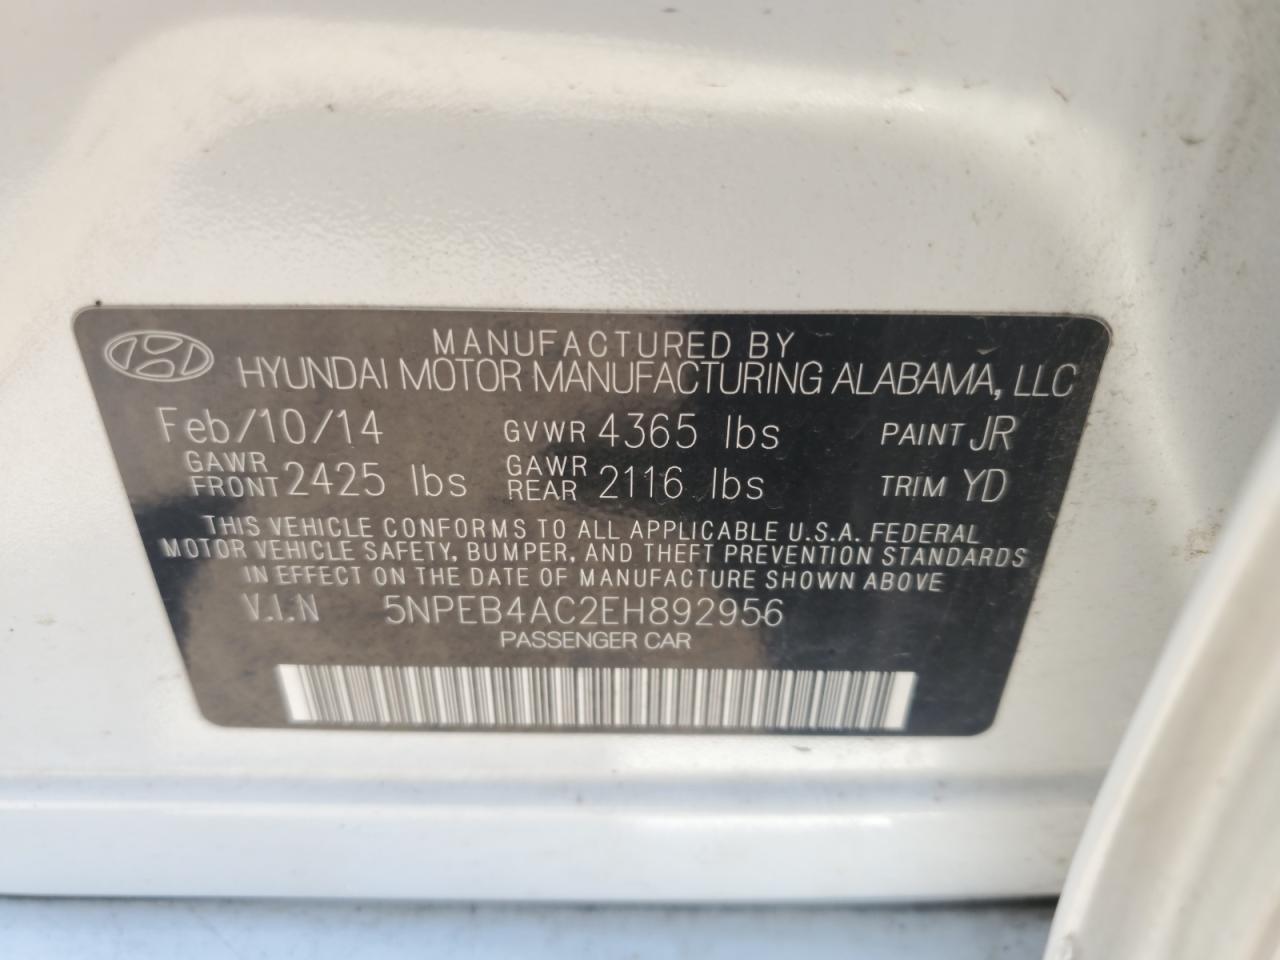 MANUFACTURED BY
HYUNDAI MOTOR MANUFACTURING ALABAMA, LLC
Feb/10/14 GVWR 4365 lbs PAINT JR
GAWR FRONT 2425 lbs GAWR REAR 2116 lbs TRIM YD
THIS VEHICLE CONFORMS TO ALL APPLICABLE U.S.A. FEDERAL
MOTOR VEHICLE SAFETY, BUMPER, AND THEFT PREVENTION STANDARDS
IN EFFECT ON THE DATE OF MANUFACTURE SHOWN ABOVE
V.I.N 5NPEB4AC2EH892956
PASSENGER CAR